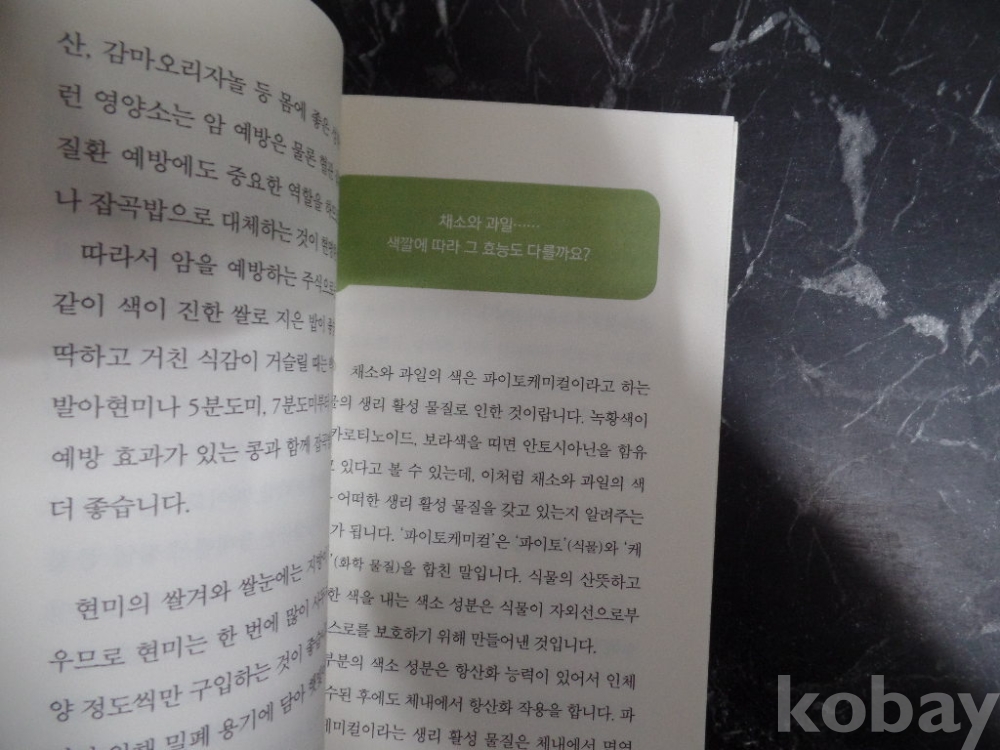 산, 감마오리자놀 등 몸에 좋은
런 영양소는 암 예방은 물론
질환 예방에도 중요한 역할을
나 잡곡밥으로 대체하는 것이
따라서 암을 예방하는 주식으로
같이 색이 진한 쌀로 지은 밥이
딱하고 거친 식감이 거슬릴 때는
발아현미나 5분도미, 7분도미부터
예방 효과가 있는 콩과 함께
더 좋습니다.
현미의 쌀겨와 쌀눈에는
우므로 현미는 한 번에 많이
양 정도씩만 구입하는 것이
밀폐 용기에 담아
채소와 과일……
색깔에 따라 그 효능도 다를까요?
채소와 과일의 색은 파이토케미컬이라고 하는
물의 생리 활성 물질로 인한 것이랍니다. 녹황색이
카로티노이드, 보라색을 띠면 안토시아닌을 함유
고 있다고 볼 수 있는데, 이처럼 채소와 과일의 색
어떠한 생리 활성 물질을 갖고 있는지 알려주는
가 됩니다. ‘파이토케미컬’은 ‘파이토’(식물)와 ‘케
’(화학 물질)을 합친 말입니다. 식물의 산뜻하고
한 색을 내는 색소 성분은 식물이 자외선으로부
스로를 보호하기 위해 만들어낸 것입니다.
부분의 색소 성분은 항산화 능력이 있어서 인체
수된 후에도 체내에서 항산화 작용을 합니다. 파
케미컬이라는 생리 활성 물질은 체내에서 면역
kobay